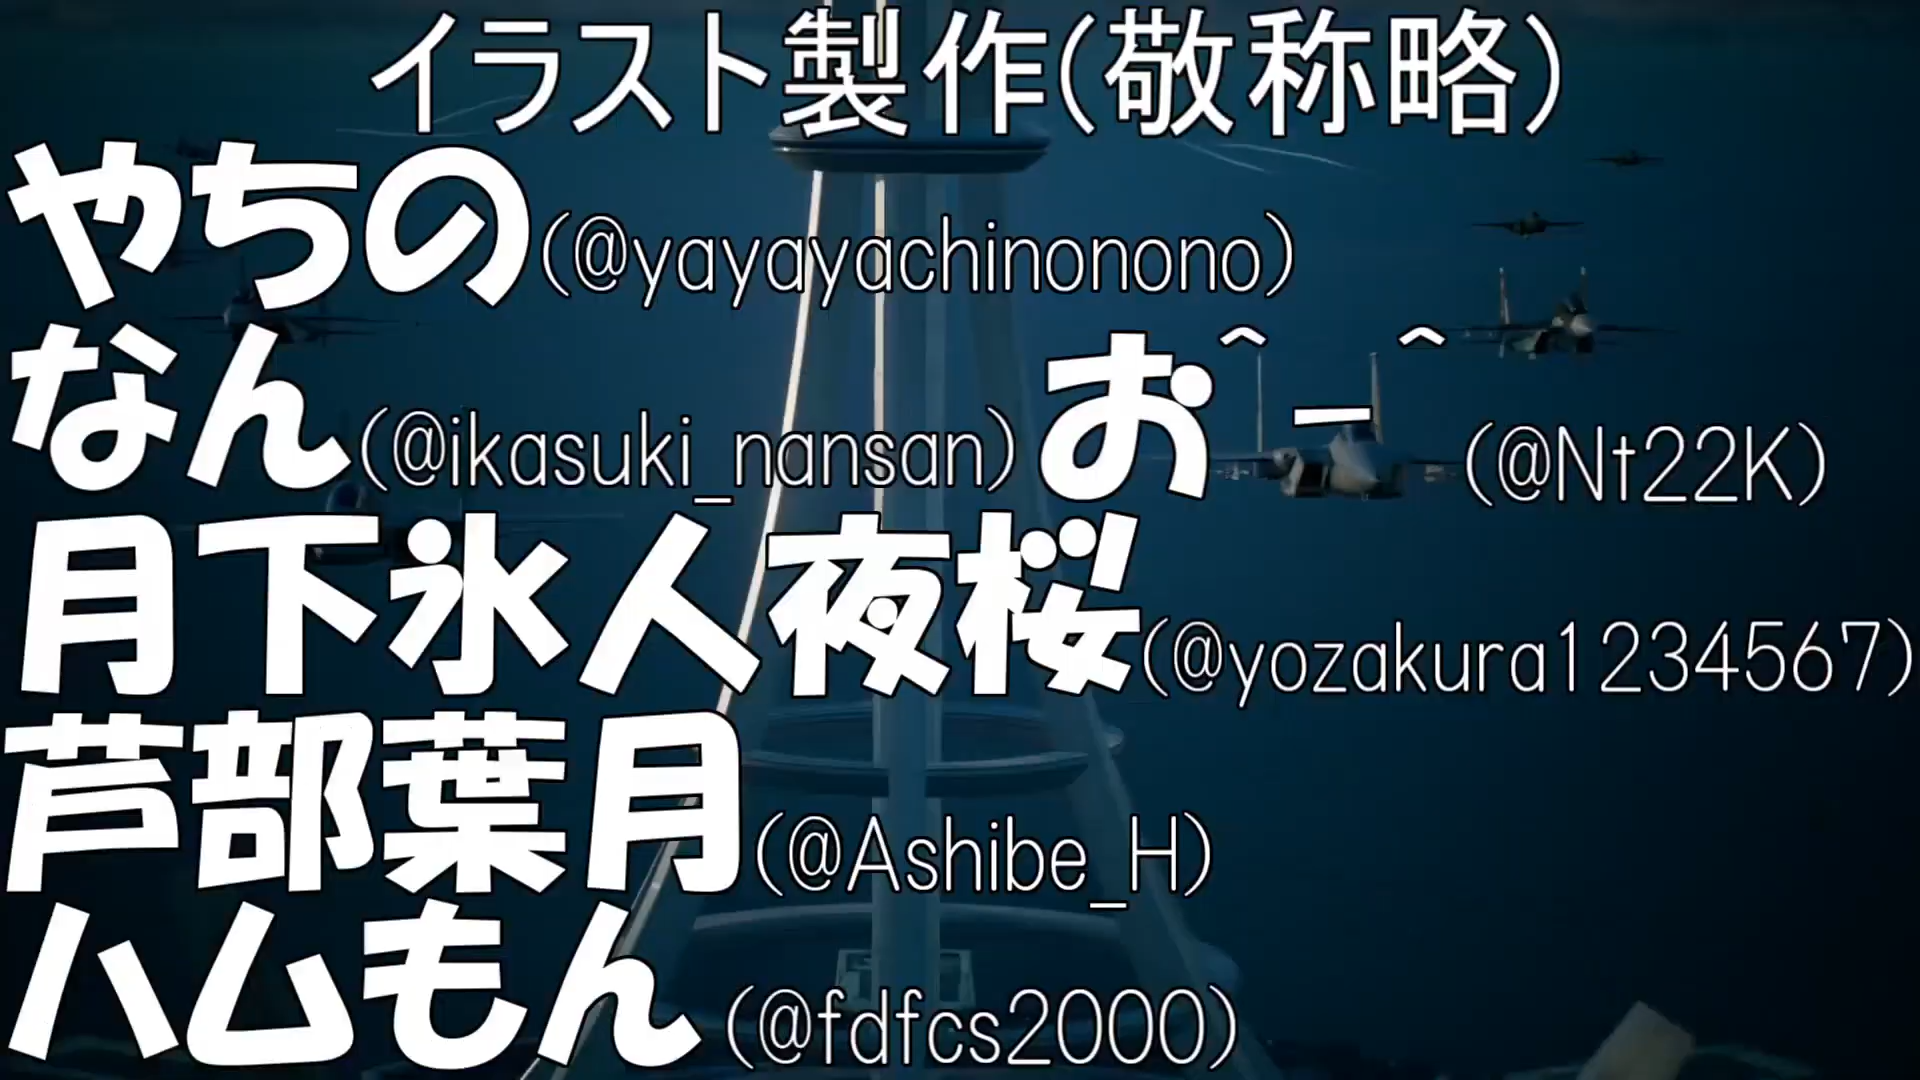 イラスト製作(敬称略)
やちの(@yayayachinonono)
なん(@ikasuki_nansan) お^_^(@Nt22K)
月下氷人夜桜(@yozakura1234567)
芦部葉月(@Ashibe_H)
ハムもん(@fdfcs2000)